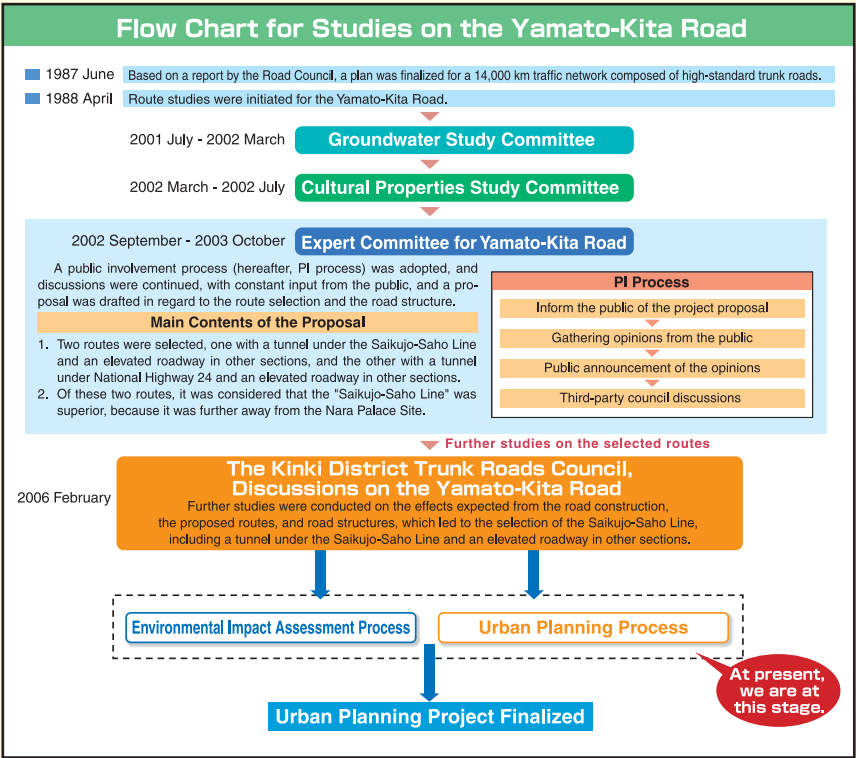 Flow Chart for Studies on the Yamato-Kita Road
1987 June Based on a report by the Road Council, a plan was finalized for a 14,000 km traffic network composed of high-standard trunk roads.
1988 April Route studies were initiated for the Yamato-Kita Road.
2001 July - 2002 March Groundwater Study Committee
2002 March - 2002 July Cultural Properties Study Committee
2002 September - 2003 October Expert Committee for Yamato-Kita Road
A public involvement process (hereafter, PI process) was adopted, and
discussions were continued, with constant input from the public, and a pro-
posal was drafted in regard to the route selection and the road structure.
Main Contents of the Proposal
1. Two routes were selected, one with a tunnel under the Saikujo-Saho Line
and an elevated roadway in other sections, and the other with a tunnel
under National Highway 24 and an elevated roadway in other sections.
2. Of these two routes, it was considered that the "Saikujo-Saho Line" was
superior, because it was further away from the Nara Palace Site.
PI Process
Inform the public of the project proposal
Gathering opinions from the public
Public announcement of the opinions
Third-party council discussions
Further studies on the selected routes
2006 February
The Kinki District Trunk Roads Council,
Discussions on the Yamato-Kita Road
Further studies were conducted on the effects expected from the road construction,
the proposed routes, and road structures, which led to the selection of the Saikujo-Saho Line,
including a tunnel under the Saikujo-Saho Line and an elevated roadway in other sections.
Environmental Impact Assessment Process
Urban Planning Process
At present,
we are at
this stage.
Urban Planning Project Finalized